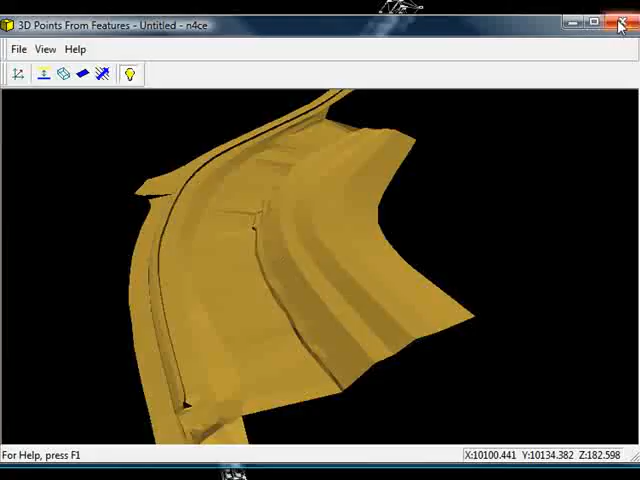 3D Points From Features - Untitled - n4ce
File View Help
For Help, press F1
X:10100.441 Y:10134.382 Z:182.598